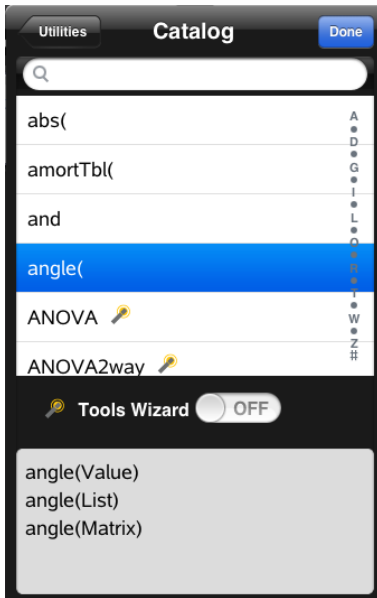 Utilities Catalog Done
abs(
amortTbl(
and
angle(
ANOVA
ANOVA2way
A
D
G
I
L
O
R
T
W
Z
#
Tools Wizard OFF
angle(Value)
angle(List)
angle(Matrix)